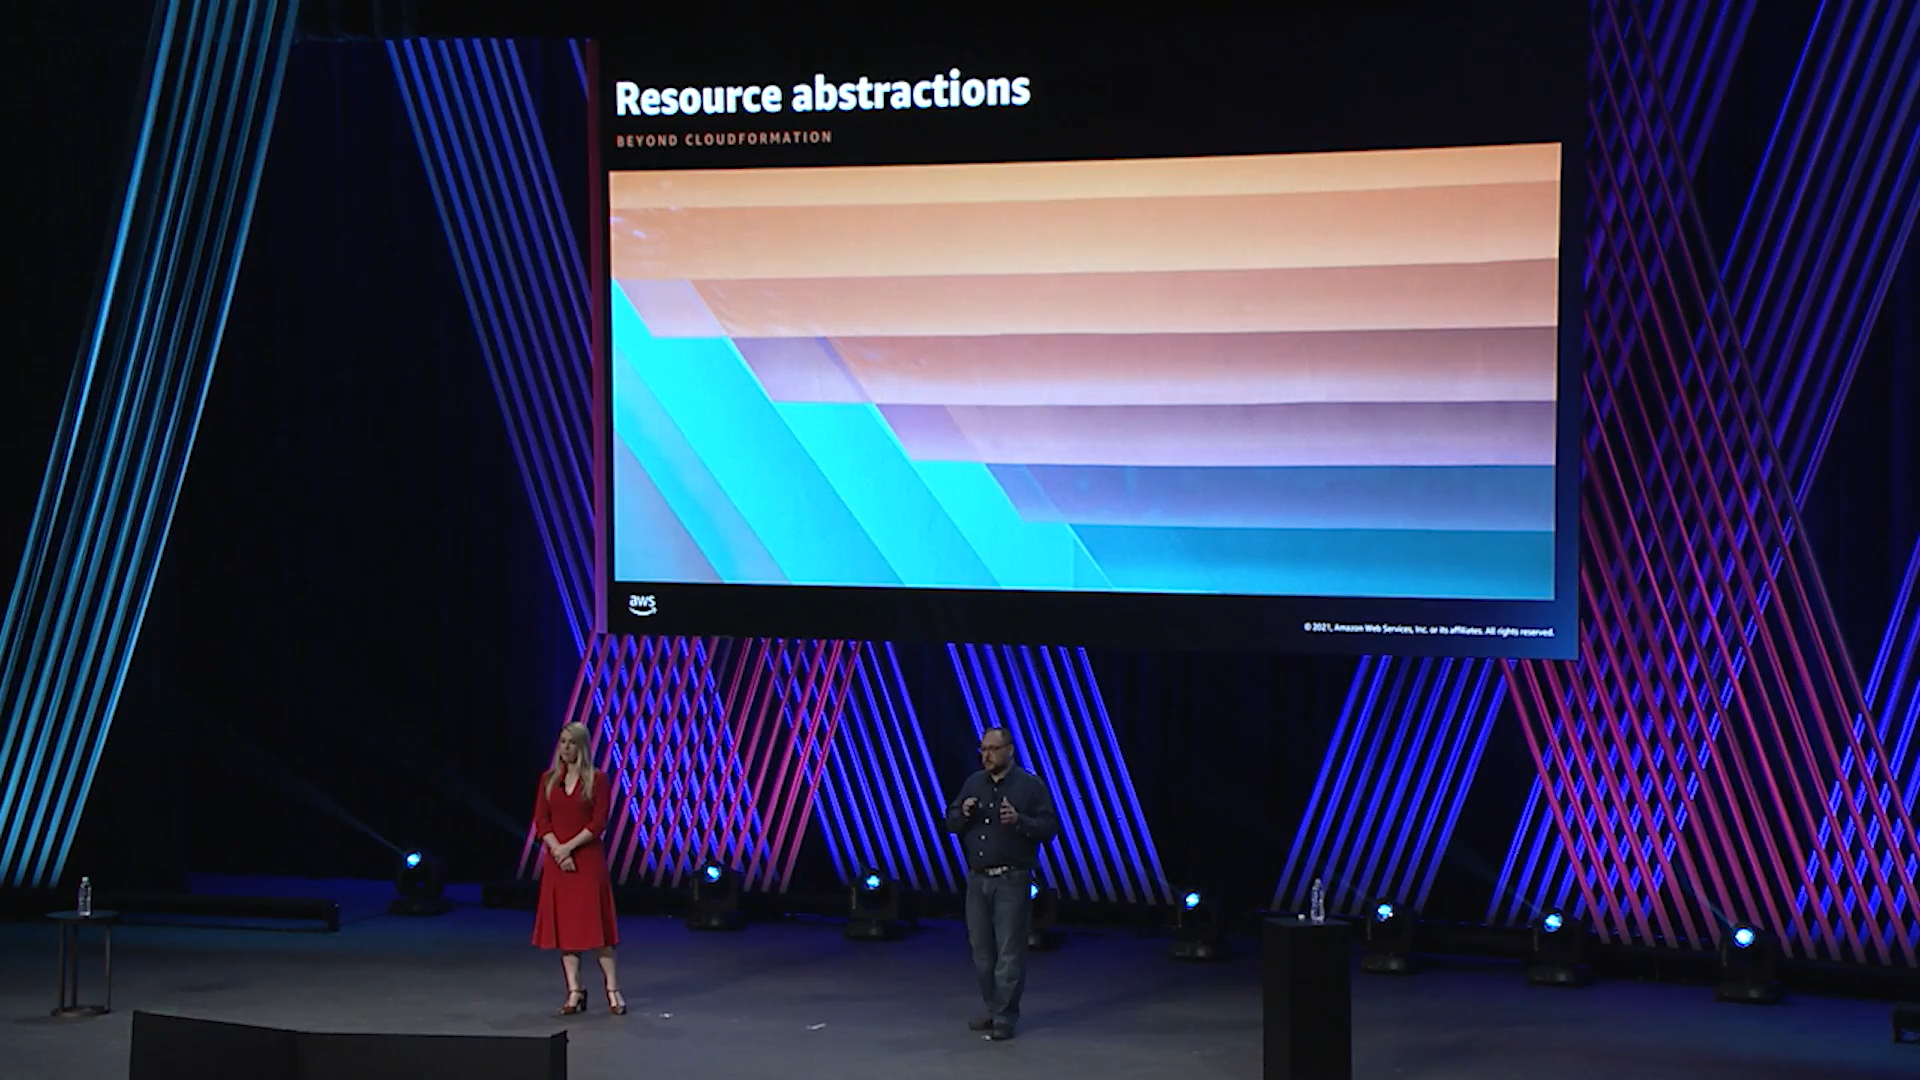 Resource abstractions
BEYOND CLOUDFORMATION
aws
© 2021, Amazon Web Services, Inc. or its affiliates. All rights reserved.